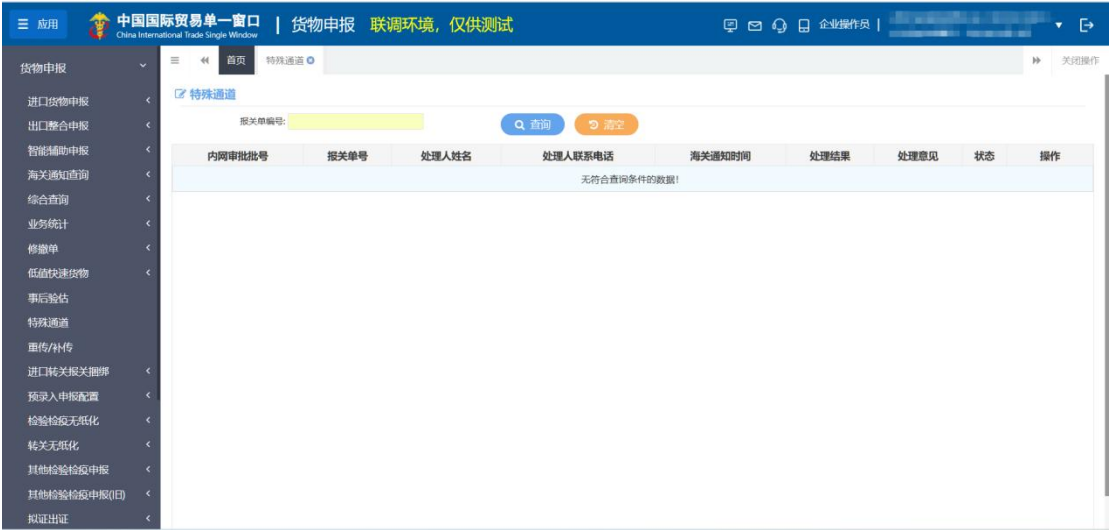 应用 中国国际贸易单一窗口 | 货物申报 联调环境，仅供测试 企业操作员 |
China International Trade Single Window
货物申报
首页 特殊通道 关闭操作
进口货物申报
出口整合申报
智能辅助申报
海关通知查询
综合查询
业务统计
修撤单
低值快速货物
事后验估
特殊通道
重传/补传
进口转关报关捆绑
预录入申报配置
检验检疫无纸化
转关无纸化
其他检验检疫申报
其他检验检疫申报(旧)
拟证出证
特殊通道
报关单编号: 查询 清空
内网审批批号 报关单号 处理人姓名 处理人联系电话 海关通知时间 处理结果 处理意见 状态 操作
无符合查询条件的数据!